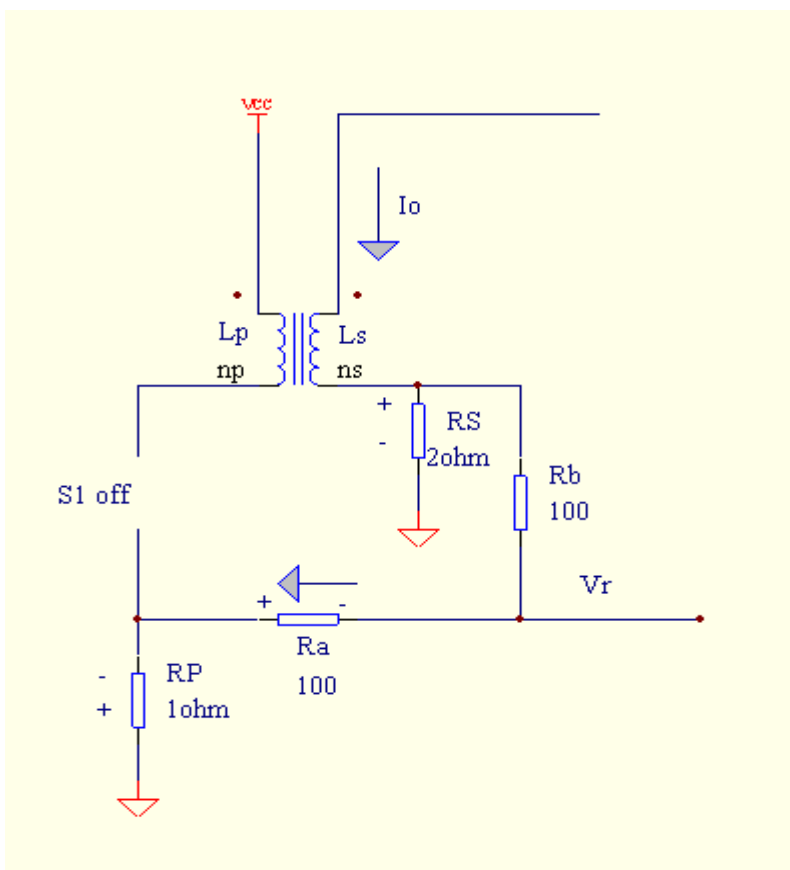 vcc
Io
Lp
Ls
np
ns
+
RS
-
2ohm
Rb
S1 off
100
Vr
+
-
Ra
-
RP
100
+
1ohm